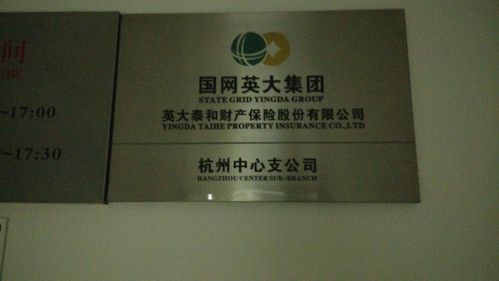 间
~17:00
~17:30
国网英大集团
STATE GRID YINGDA GROUP
英大泰和财产保险股份有限公司
YINGDA TAIHE PROPERTY INSURANCE CO.,LTD
杭州中心支公司
HANGZHOU CENTER SUB-BRANCH